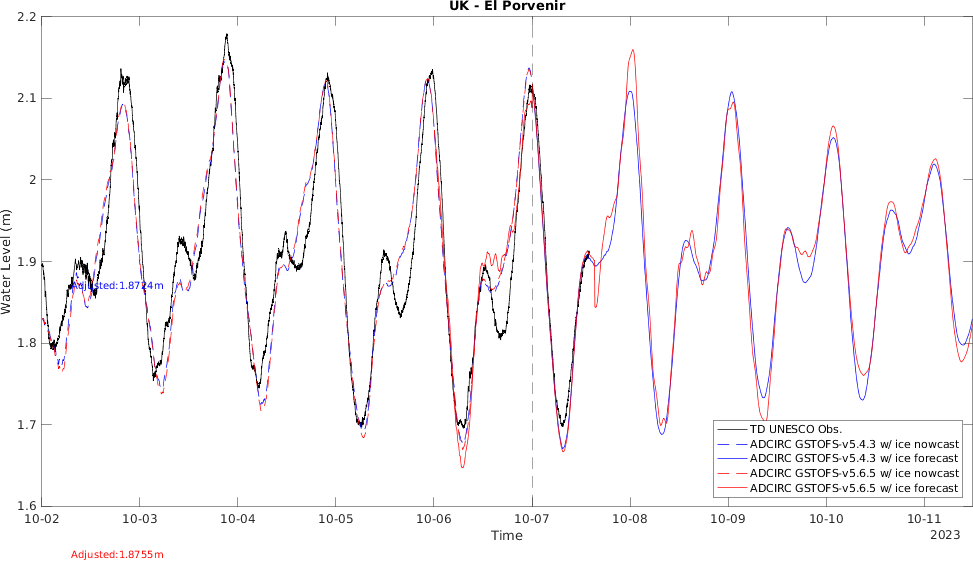 UK - El Porvenir
2.2
2.1
2
1.9
1.8
1.7
1.6
Water Level (m)
Adjusted:1.8724m
TD UNESCO Obs.
ADCIRC GSTOFS-v5.4.3 w/ ice nowcast
ADCIRC GSTOFS-v5.4.3 w/ ice forecast
ADCIRC GSTOFS-v5.6.5 w/ ice nowcast
ADCIRC GSTOFS-v5.6.5 w/ ice forecast
10-02 10-03 10-04 10-05 10-06 10-07 10-08 10-09 10-10 10-11
Time
2023
Adjusted:1.8755m